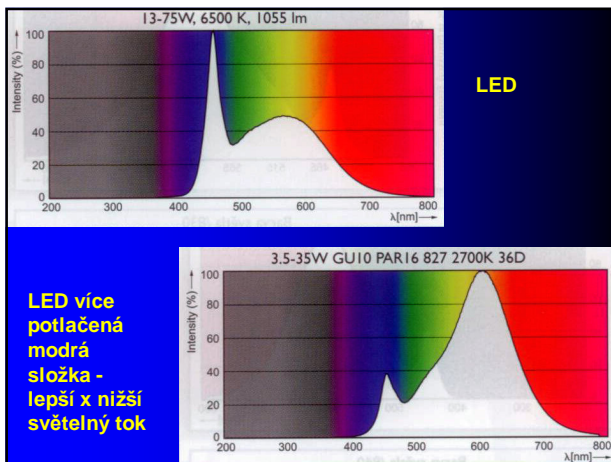 13-75W, 6500 K, 1055 lm
Intensity (%)
100
80
60
40
20
0
200 300 400 500 600 700 800
λ[nm]
LED
3.5-35W GU10 PAR16 827 2700K 36D
Intensity (%)
100
80
60
40
20
0
200 300 400 500 600 700 800
λ[nm]
LED více
potlačená
modrá
složka -
lepší x nižší
světelný tok